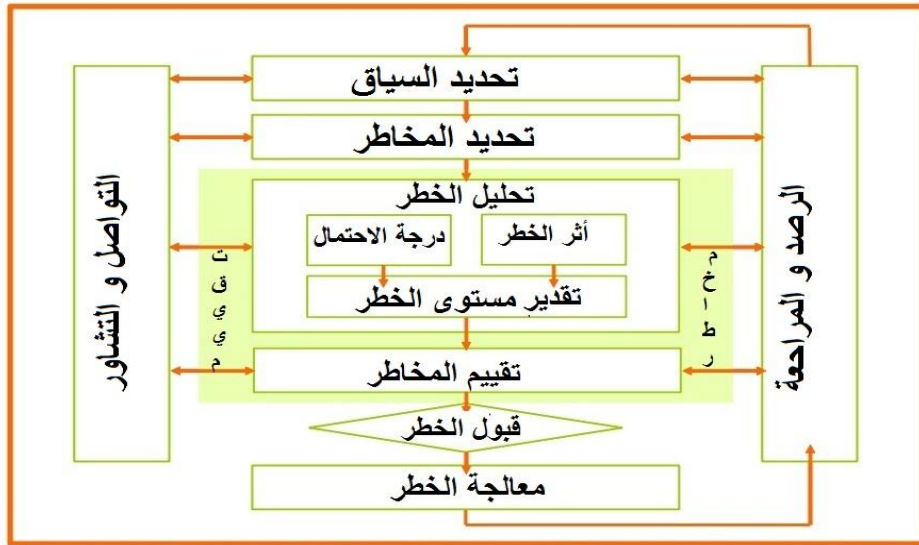 تحديد السياق
تحديد المخاطر
تحليل الخطر
أثر الخطر
درجة الاحتمال
تقدير مستوى الخطر
تقييم المخاطر
قبول الخطر
معالجة الخطر
الرصد و المراجعة
التواصل و التشاور
م خ ا ط ر
ت ق ي ي م